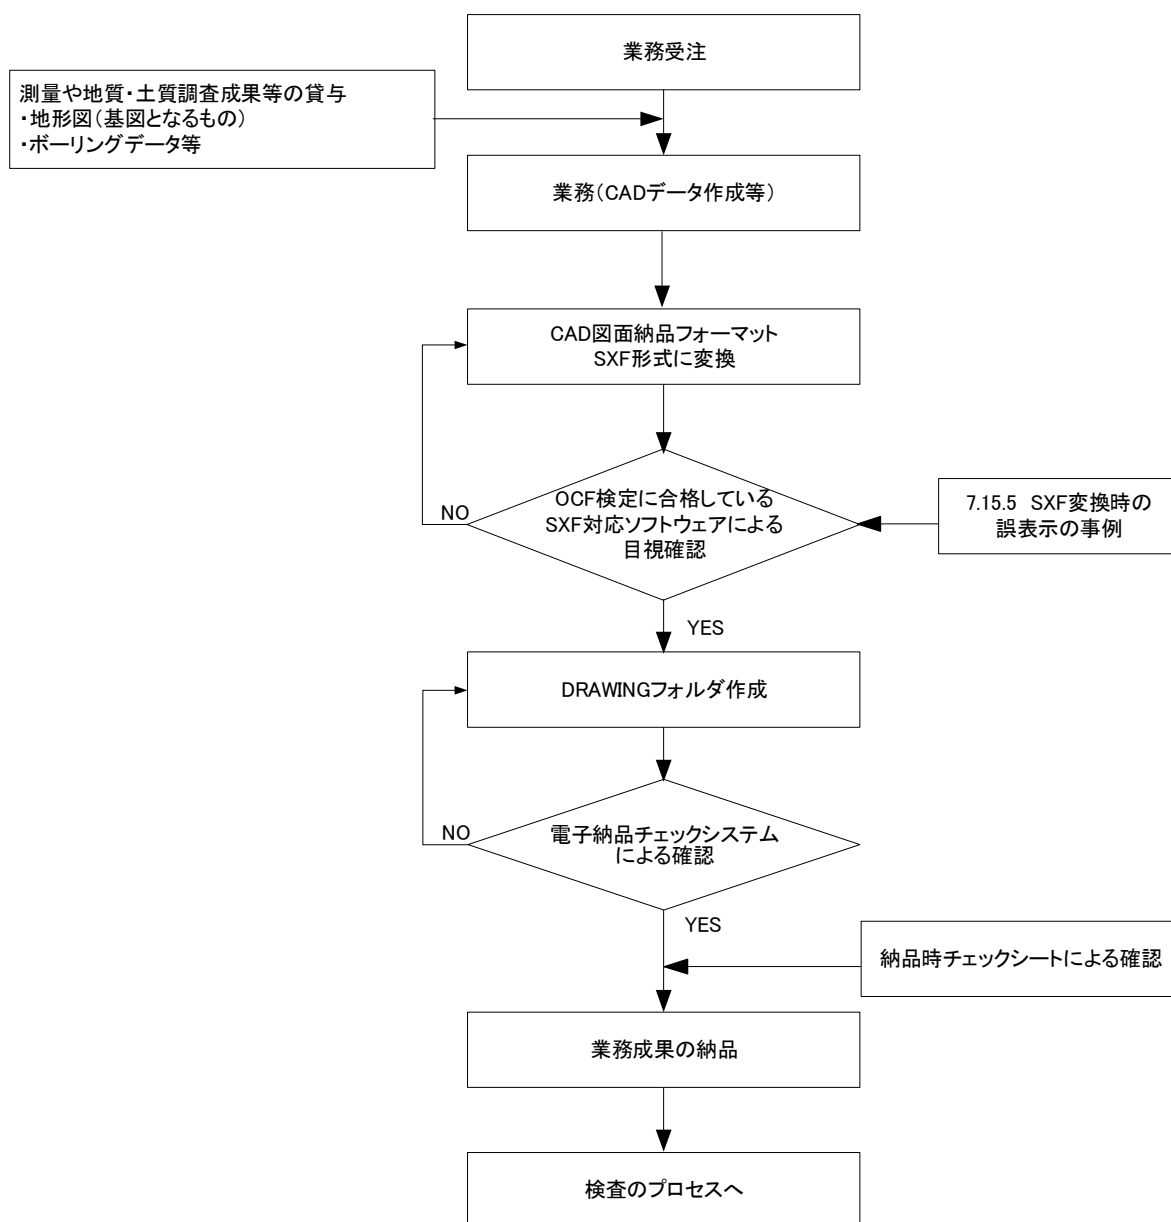 業務受注
測量や地質・土質調査成果等の貸与
・地形図(基図となるもの)
・ボーリングデータ等
業務(CADデータ作成等)
CAD図面納品フォーマット
SXF形式に変換
OCF検定に合格している
SXF対応ソフトウェアによる
目視確認
NO
7.15.5 SXF変換時の
誤表示の事例
YES
DRAWINGフォルダ作成
電子納品チェックシステム
による確認
NO
YES
納品時チェックシートによる確認
業務成果の納品
検査のプロセスへ